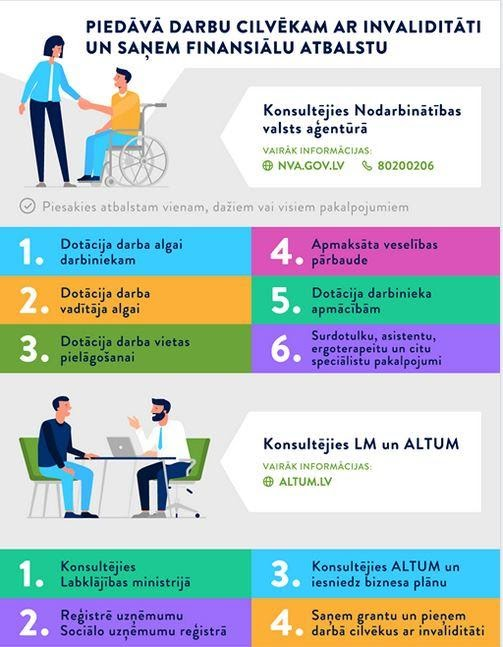 PIEDĀVĀ DARBU CILVĒKAM AR INVALIDITĀTI
UN SAŅEM FINANSIĀLU ATBALSTU
Konsultējies Nodarbinātības
valsts aģentūrā
VAIRĀK INFORMĀCIJAS:
NVA.GOV.LV 80200206
Piesakies atbalstam vienam, dažiem vai visiem pakalpojumiem
1. Dotācija darba algai
darbiniekam
2. Dotācija darba
vadītāja algai
3. Dotācija darba vietas
pielāgošanai
4. Apmaksāta veselības
pārbaude
5. Dotācija darbinieka
apmācībām
6. Surdotulku, asistentu,
ergoterapeitu un citu
speciālistu pakalpojumi
Konsultējies LM un ALTUM
VAIRĀK INFORMĀCIJAS:
ALTUM.LV
1. Konsultējies
Labklājības ministrijā
2. Reģistrē uzņēmumu
Sociālo uzņēmumu reģistrā
3. Konsultējies ALTUM un
iesniedz biznesa plānu
4. Saņem grantu un pieņem
darbā cilvēkus ar invaliditāti